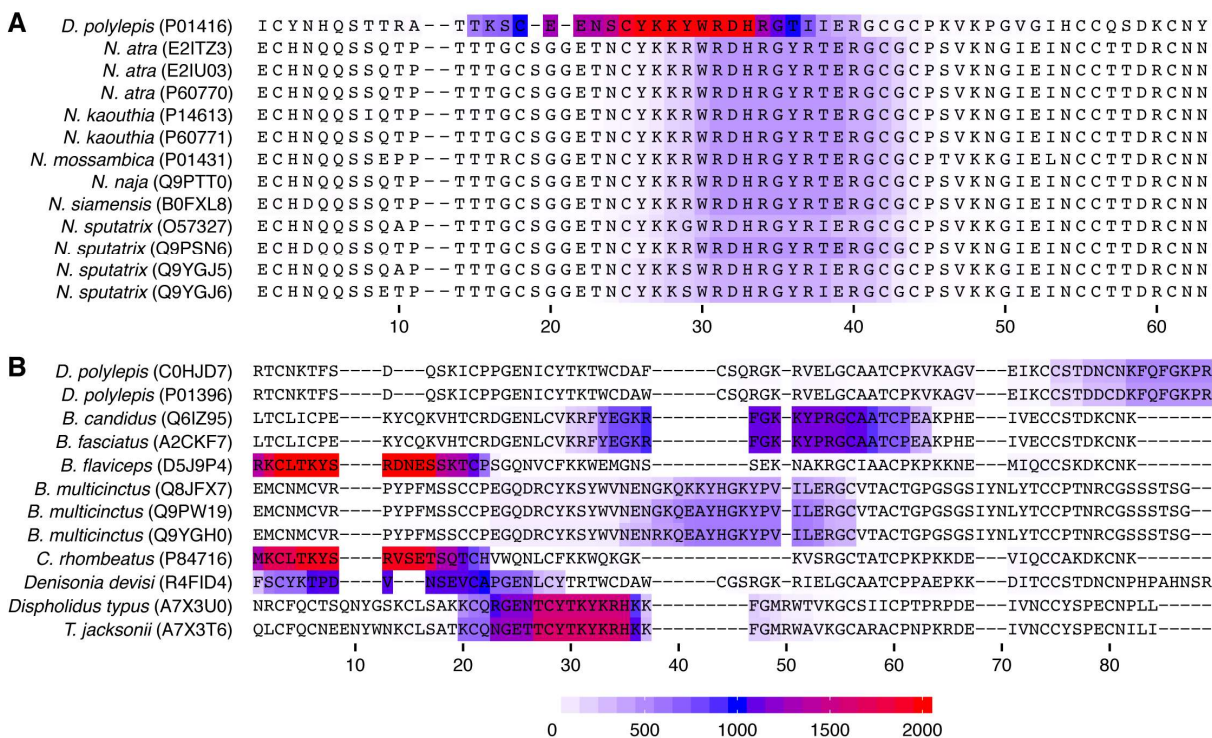 A
D. polylepis (P01416) ICYNHQSTTRA--TTKSC-E-ENSCYKKYWRDHRGTIIERGCGCPKVKPGVGIHCCQSDKCNY
N. atra (E2ITZ3) ECHNQQSSQTP--TTTGCSGGETNCYKKRWRDHRGYRTERGCGCPSVKNGIEINCCTTDRCNN
N. atra (E2IU03) ECHNQQSSQTP--TTTGCSGGETNCYKKRWRDHRGYRTERGCGCPSVKNGIEINCCTTDRCNN
N. atra (P60770) ECHNQQSSQTP--TTTGCSGGETNCYKKRWRDHRGYRTERGCGCPSVKNGIEINCCTTDRCNN
N. kaouthia (P14613) ECHNQQSIQTP--TTTGCSGGETNCYKKRWRDHRGYRTERGCGCPSVKNGIEINCCTTDRCNN
N. kaouthia (P60771) ECHNQQSSQTP--TTTGCSGGETNCYKKRWRDHRGYRTERGCGCPSVKNGIEINCCTTDRCNN
N. mossambica (P01431) ECHNQQSSEPP--TTTRCSGGETNCYKKRWRDHRGYRTERGCGCPTVKKGIELNCCTTDRCNN
N. naja (Q9PTT0) ECHNQQSSQTP--TTTGCSGGETNCYKKRWRDHRGYRTERGCGCPSVKNGIEINCCTTDRCNN
N. siamensis (B0FXL8) ECHNQQSSQTP--TTTGCSGGETNCYKKRWRDHRGYRTERGCGCPSVKNGIEINCCTTDRCNN
N. sputatrix (O57327) ECHNQQSSQAP--TTTGCSGGETNCYKKGWRDHRGYRTERGCGCPSVKKGIEINCCTTDRCNN
N. sputatrix (Q9PSN6) ECHDQQSSQTP--TTTGCSGGETNCYKKRWRDHRGYRTERGCGCPSVKNGIEINCCTTDRCNN
N. sputatrix (Q9YGJ5) ECHNQQSSQAP--TTTGCSGGETNCYKKSWRDHRGYRIERGCGCPSVKKGIEINCCTTDRCNN
N. sputatrix (Q9YGJ6) ECHNQQSSETP--TTTGCSGGETNCYKKSWRDHRGYRIERGCGCPSVKKGIEINCCTTDRCNN
10 20 30 40 50 60
B
D. polylepis (C0HJD7) RTCNKTFS----D--QSKICPPGENICYTKTWCDAF------CSQRGK-RVELGCAATCPKVKAGV---EIKCCSTDNCNKFQFGKPR
D. polylepis (P01396) RTCNKTFS----D--QSKICPPGENICYTKTWCDAW------CSQRGK-RVELGCAATCPKVKAGV---EIKCCSTDDCDKFQFGKPR
B. candidus (Q6IZ95) LTCLICPE----KYCQKVHTCRDGENLCVKRFYEGKR---------FGK-KYPRGCAATCPEAKPHE---IVECCSTDKCNK-------
B. fasciatus (A2CKF7) LTCLICPE----KYCQKVHTCRDGENLCVKRFYEGKR---------FGK-KYPRGCAATCPEAKPHE---IVECCSTDKCNK-------
B. flaviceps (D5J9P4) RKCLTKYS----RDNESSKTCPSGQNVCFKKWEMGNS---------SEK-NAKRGCIAACPKPKKNE---MIQCCSKDKCNK-------
B. multicinctus (Q8JFX7) EMCNMCVR----PYPFMSSCCPEGQDRCYKSYWVNENGKQKKYHGKYPV-ILERGCVTACTGPGSGSIYNLYTCCPTNRCGSSSTSG--
B. multicinctus (Q9PW19) EMCNMCVR----PYPFMSSCCPEGQDRCYKSYWVNENGKQEAYHGKYPV-ILERGCVTACTGPGSGSIYNLYTCCPTNRCGSSSTSG--
B. multicinctus (Q9YGH0) EMCNMCVR----PYPFMSSCCPEGQDRCYKSYWVNENRKQEAYHGKYPV-ILERGCVTACTGPGSGSIYNLYTCCPTNRCGSSSTSG--
C. rhombeatus (P84716) MKCLTKYS----RVSETSQTCHVWQNLCFKKWQKGK----------KVSRGCTATCPKPKKDE---VIQCCAKDKCNK-------
Denisonia devisi (R4FID4) FSCYKTPD----V---NSEVCAPGENLCYTRTWCDAW------CGSRGK-RIELGCAATCPPAEPKK---DITCCSTDNCNPHPAHNSR
Dispholidus typus (A7X3U0) NRCFQCTSQNYGSKCLSAKKCQRGENTCYTKYKRHKK---------FGMRWTVKGCSIICPTPRPDE---IVNCCYSPECNPLL-----
T. jacksonii (A7X3T6) QLCFQCNEENYWNKCLSATKCQNGETTCYTKYKRHKK---------FGMRWAVKGCARACPNPKRDE---IVNCCYSPECNILI-----
10 20 30 40 50 60 70 80
0 500 1000 1500 2000